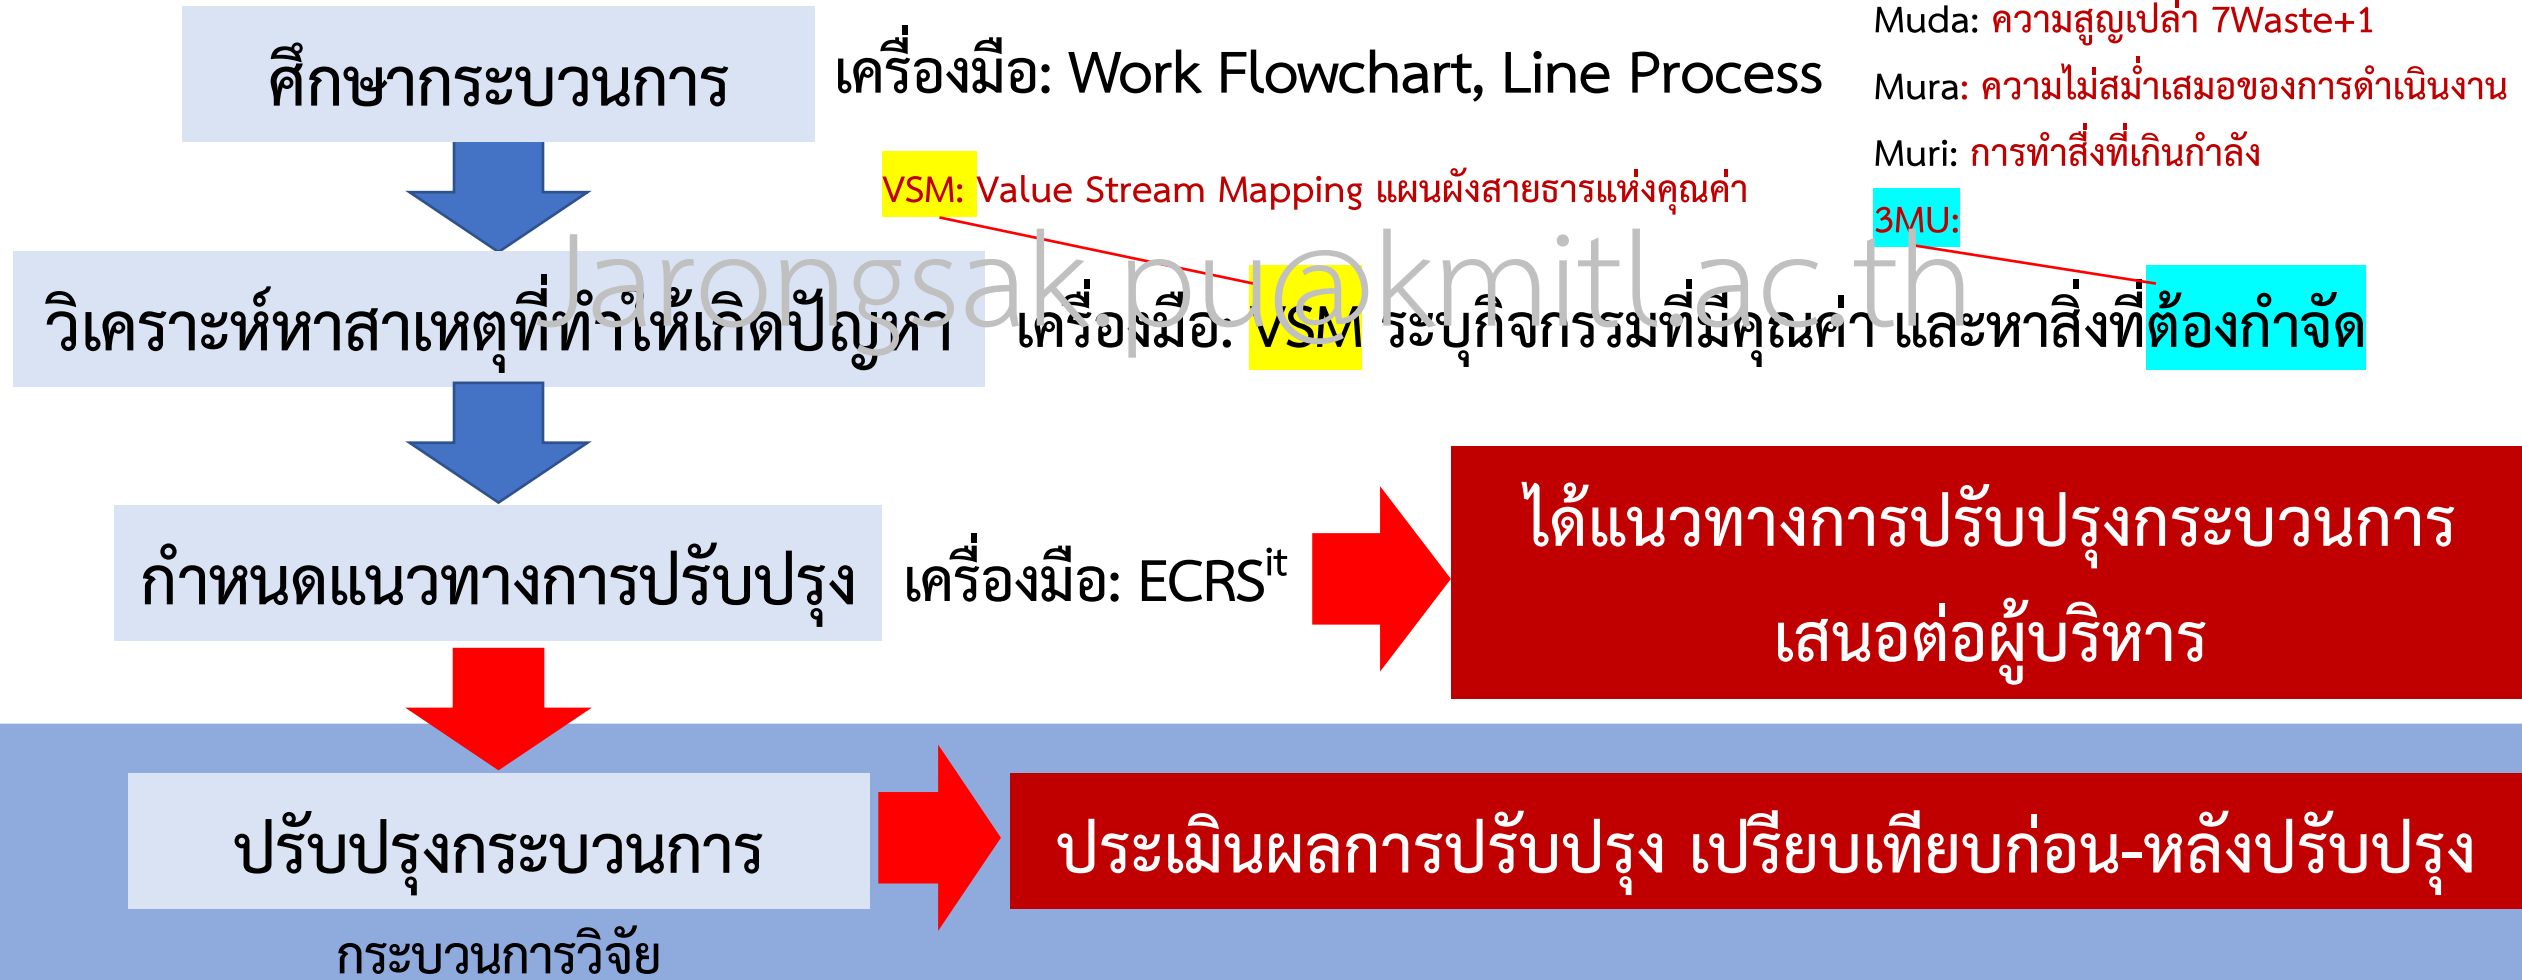 ศึกษากระบวนการ
เครื่องมือ: Work Flowchart, Line Process
Muda: ความสูญเปล่า 7Waste+1
Mura: ความไม่สม่ำเสมอของการดำเนินงาน
Muri: การทำสื่งที่เกินกำลัง
VSM: Value Stream Mapping แผนผังสายธารแห่งคุณค่า
3MU:
Jarongsak.pu@kmitl.ac.th
วิเคราะห์หาสาเหตุที่ทำให้เกิดปัญหา
เครื่องมือ: VSM ระบุกิจกรรมที่มีคุณค่า และหาสิ่งที่ต้องกำจัด
กำหนดแนวทางการปรับปรุง
เครื่องมือ: ECRSit
ได้แนวทางการปรับปรุงกระบวนการ
เสนอต่อผู้บริหาร
ปรับปรุงกระบวนการ
ประเมินผลการปรับปรุง เปรียบเทียบก่อน-หลังปรับปรุง
กระบวนการวิจัย